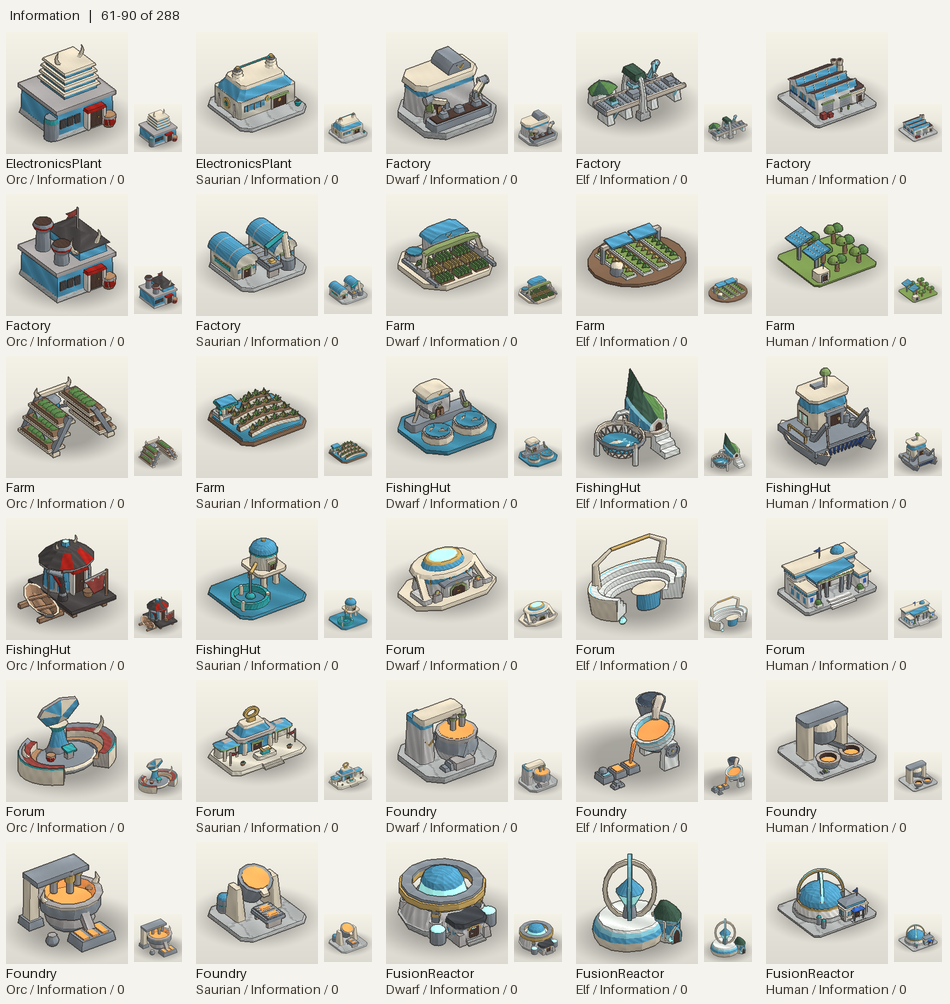 Information | 61-90 of 288
ElectronicsPlant
Orc / Information / 0
ElectronicsPlant
Saurian / Information / 0
Factory
Dwarf / Information / 0
Factory
Elf / Information / 0
Factory
Human / Information / 0
Factory
Orc / Information / 0
Factory
Saurian / Information / 0
Farm
Dwarf / Information / 0
Farm
Elf / Information / 0
Farm
Human / Information / 0
Farm
Orc / Information / 0
Farm
Saurian / Information / 0
FishingHut
Dwarf / Information / 0
FishingHut
Elf / Information / 0
FishingHut
Human / Information / 0
FishingHut
Orc / Information / 0
FishingHut
Saurian / Information / 0
Forum
Dwarf / Information / 0
Forum
Elf / Information / 0
Forum
Human / Information / 0
Forum
Orc / Information / 0
Forum
Saurian / Information / 0
Foundry
Dwarf / Information / 0
Foundry
Elf / Information / 0
Foundry
Human / Information / 0
Foundry
Orc / Information / 0
Foundry
Saurian / Information / 0
FusionReactor
Dwarf / Information / 0
FusionReactor
Elf / Information / 0
FusionReactor
Human / Information / 0